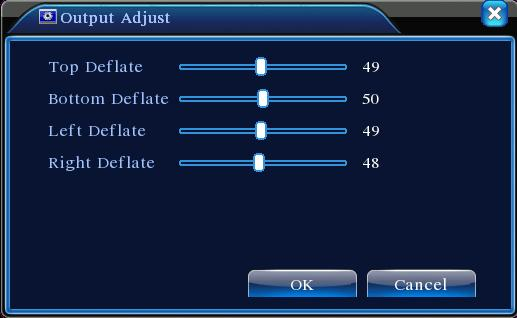 Output Adjust
Top Deflate 49
Bottom Deflate 50
Left Deflate 49
Right Deflate 48
OK Cancel